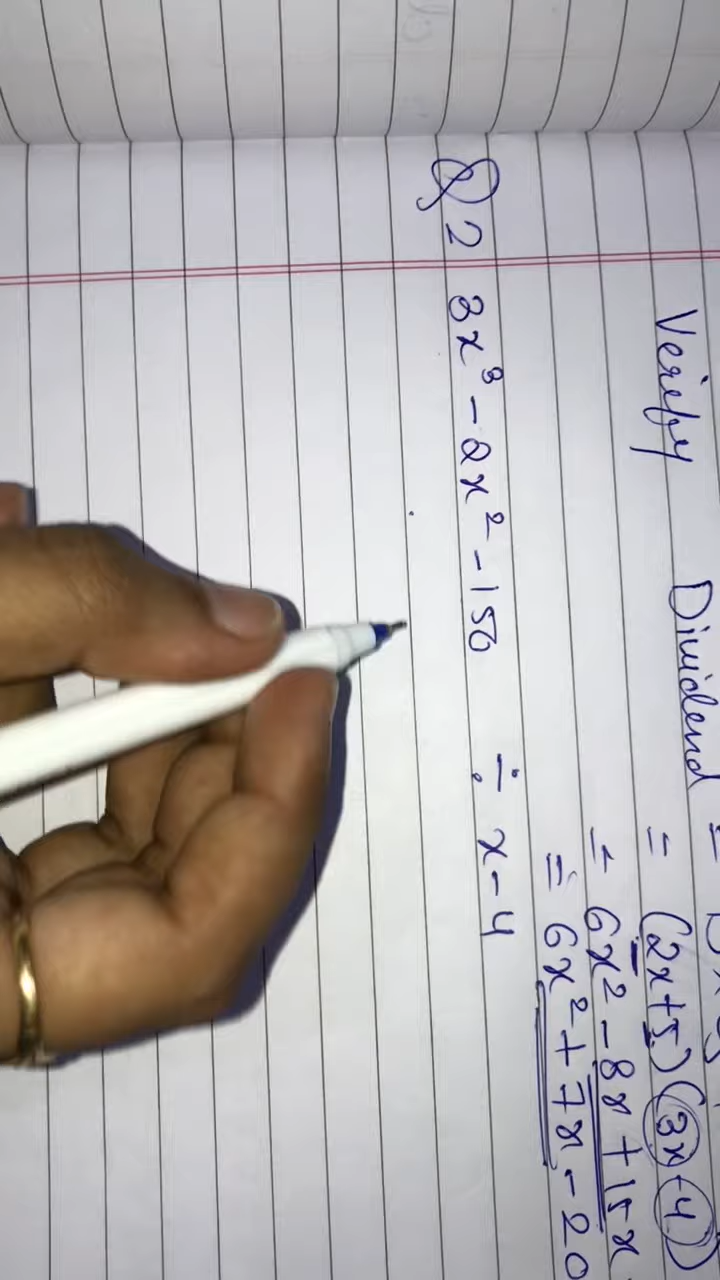 Verify Dividend =
= (2x+5)(3x-4)
= 6x² - 8x + 15x
= 6x² + 7x - 20
Q2 3x³ - 2x² - 150 ÷ x-4